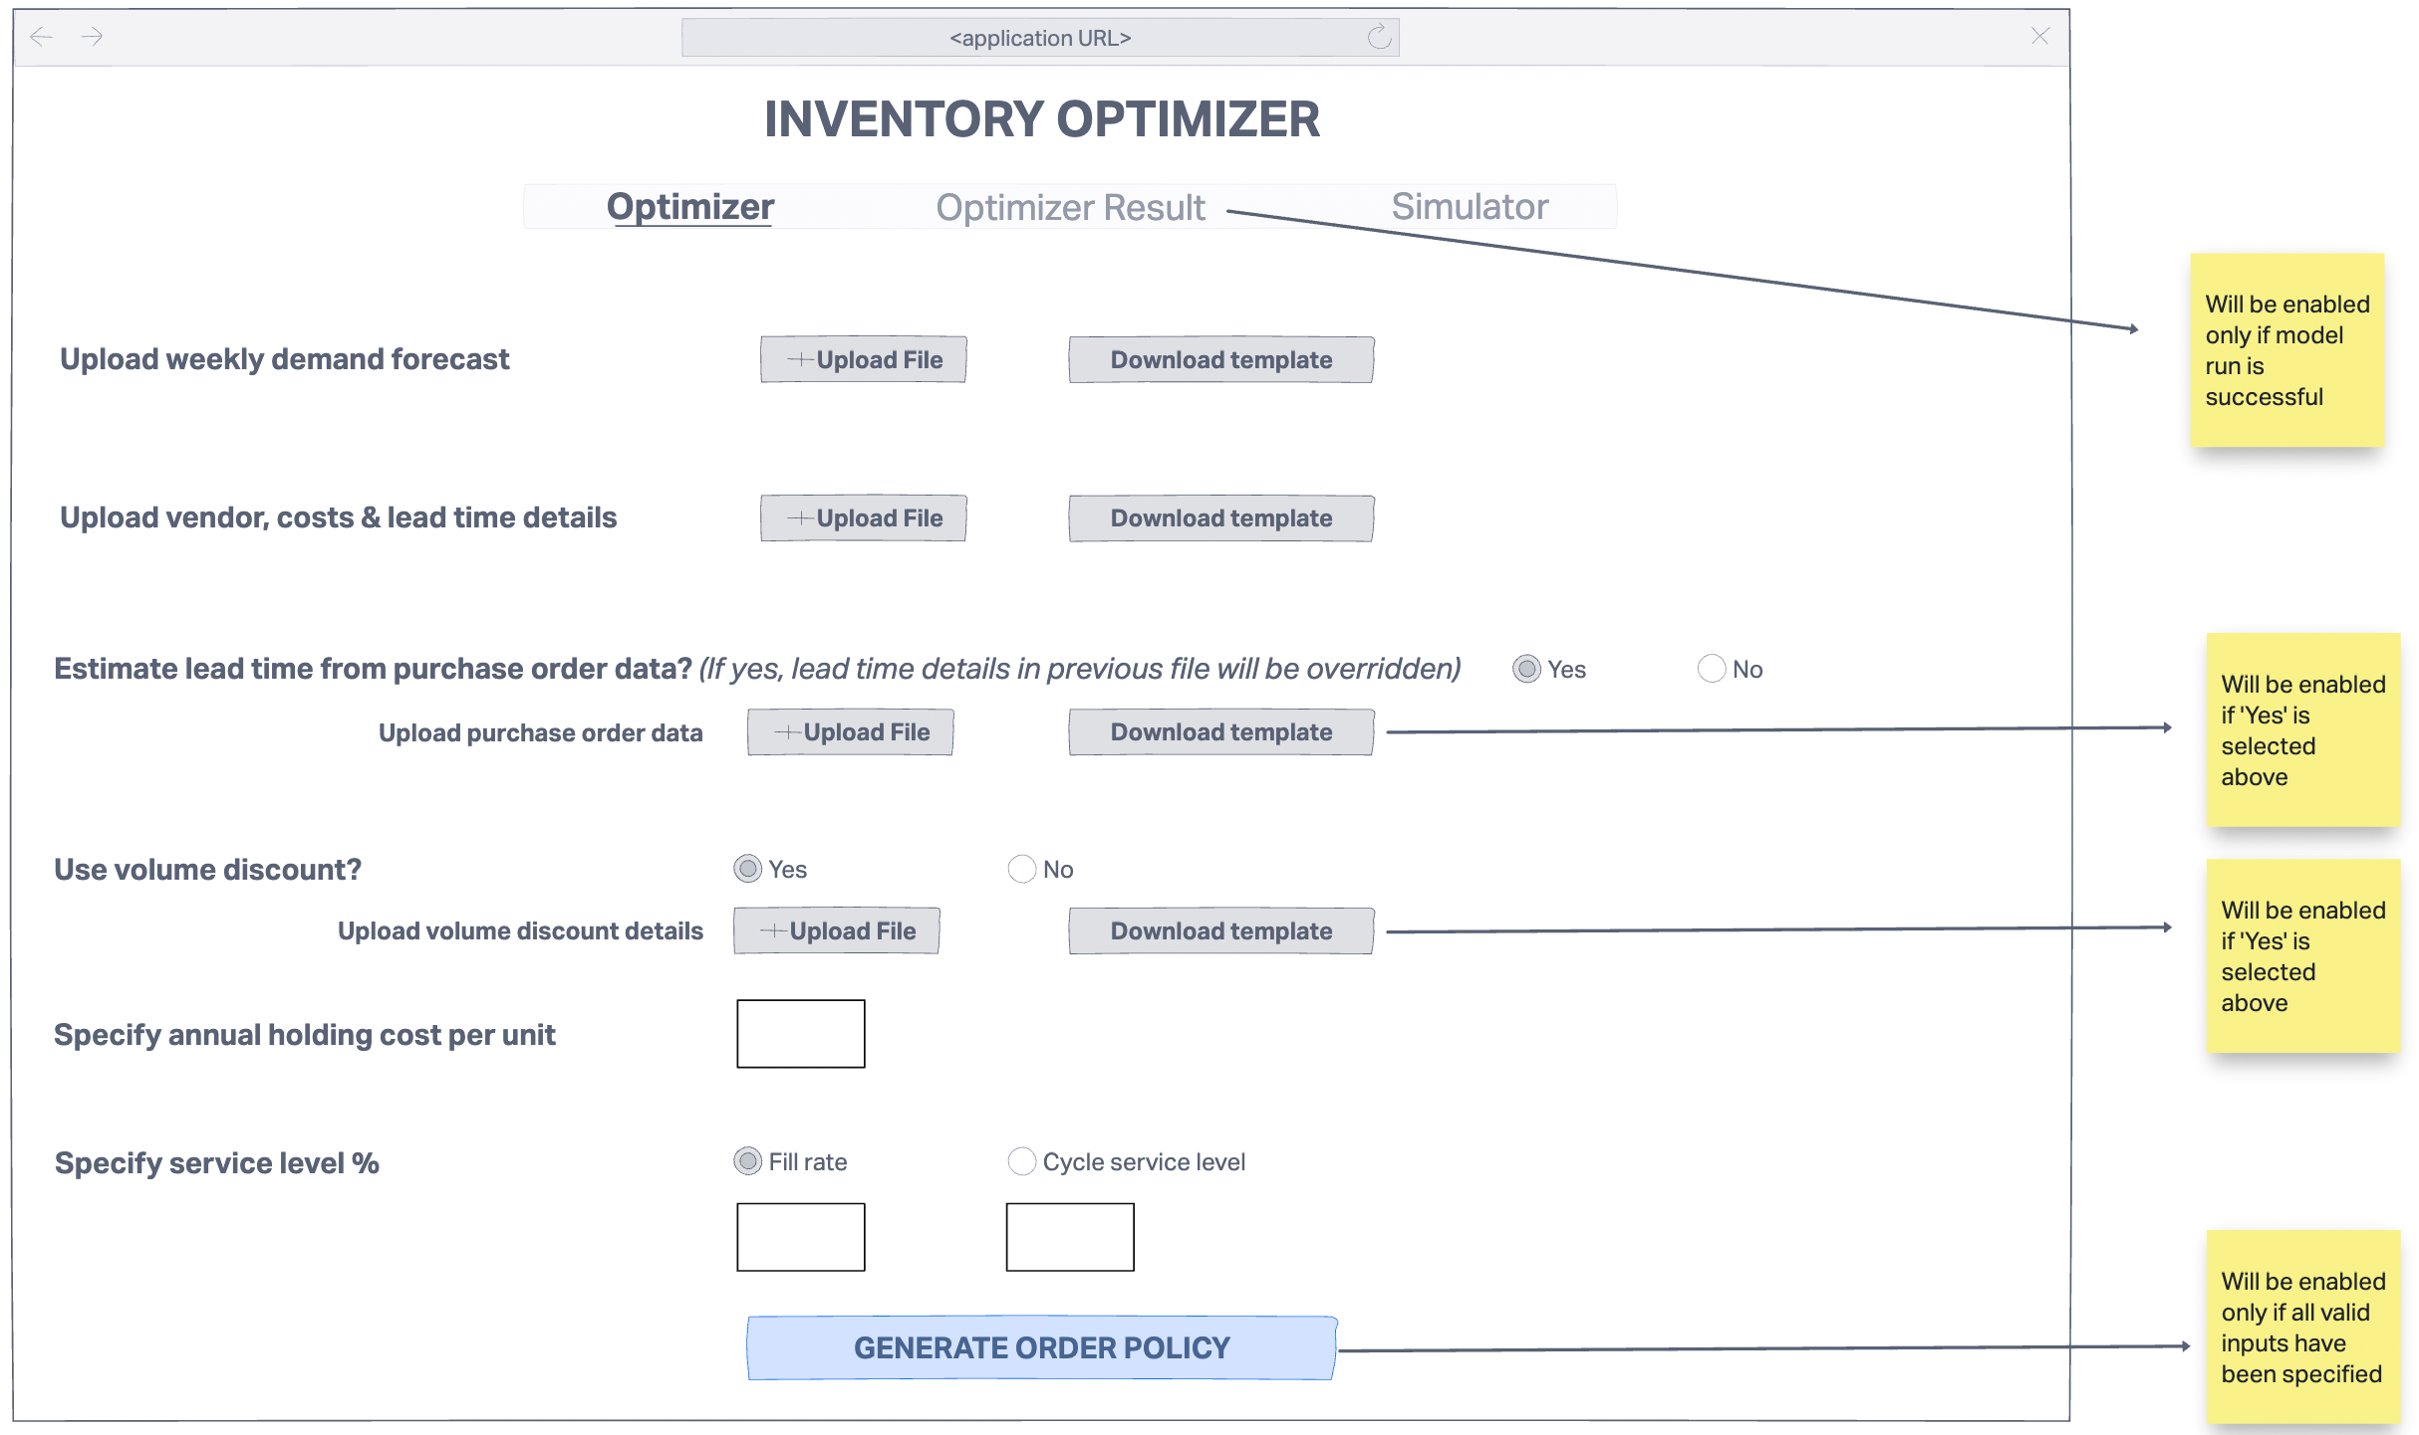 <application URL>
INVENTORY OPTIMIZER
Optimizer Optimizer Result Simulator
Will be enabled
only if model
run is
successful
Upload weekly demand forecast Upload File Download template
Upload vendor, costs & lead time details Upload File Download template
Estimate lead time from purchase order data? (If yes, lead time details in previous file will be overridden) Yes No
Upload purchase order data Upload File Download template
Will be enabled
if 'Yes' is
selected
above
Use volume discount? Yes No
Upload volume discount details Upload File Download template
Will be enabled
if 'Yes' is
selected
above
Specify annual holding cost per unit
Specify service level % Fill rate Cycle service level
GENERATE ORDER POLICY
Will be enabled
only if all valid
inputs have
been specified